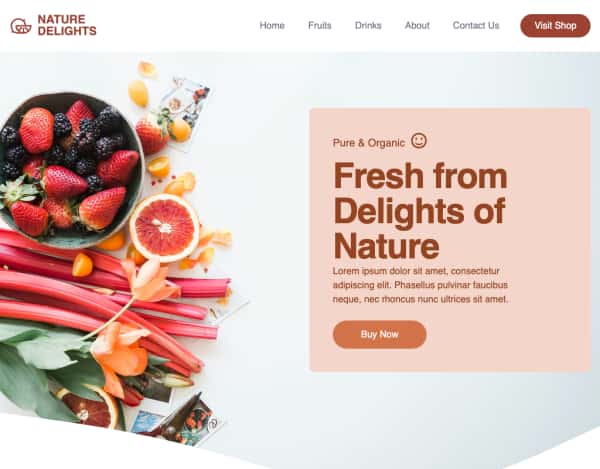 NATURE
DELIGHTS
Home
Fruits
Drinks
About
Contact Us
Visit Shop
Pure & Organic
Fresh from
Delights of
Nature
Lorem ipsum dolor sit amet, consectetur
adipiscing elit. Phasellus pulvinar faucibus
neque, nec rhoncus nunc ultrices sit amet.
Buy Now